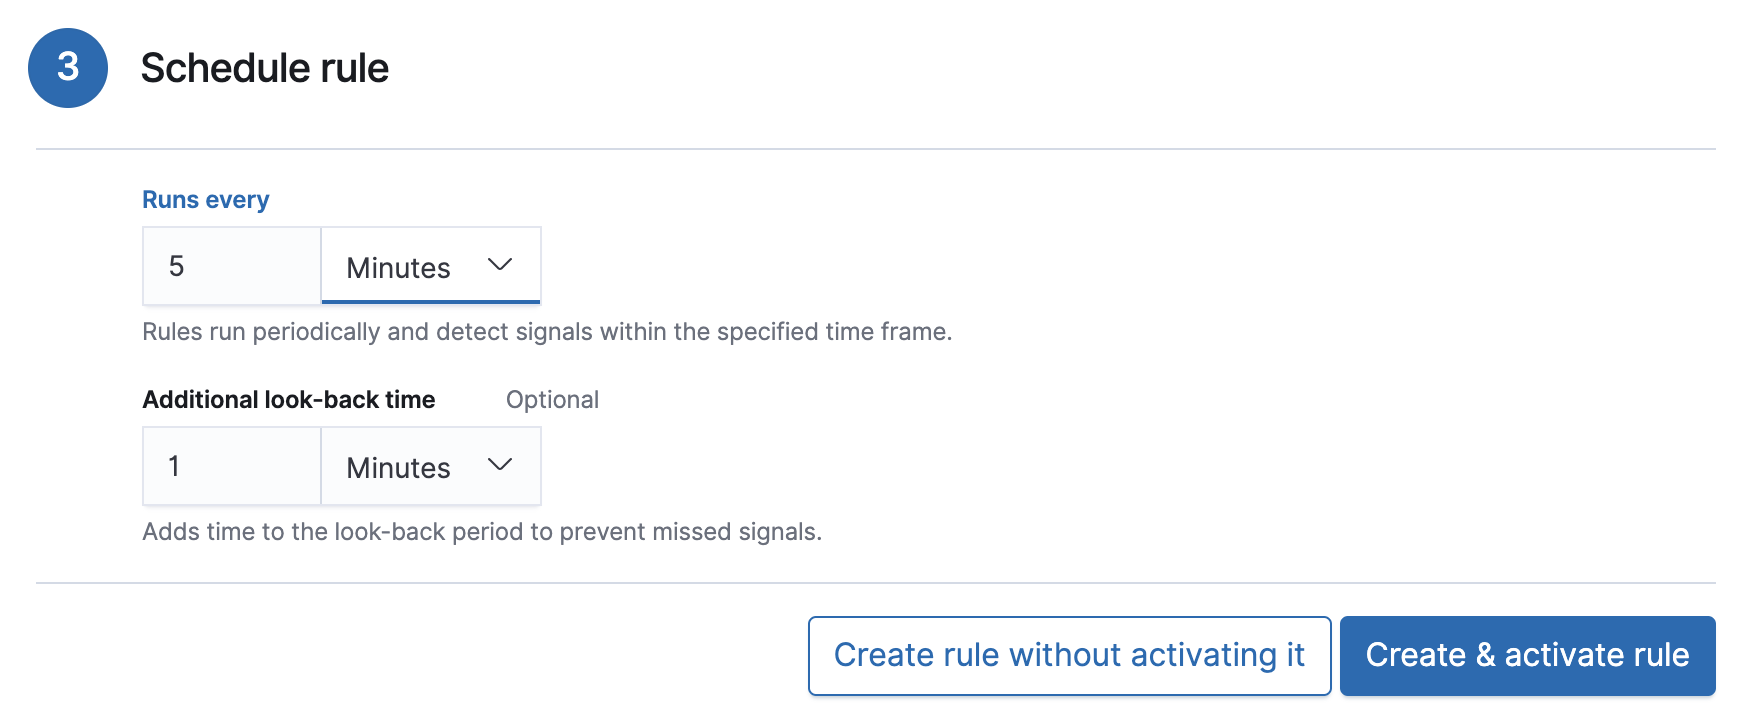 3 Schedule rule
Runs every
5 Minutes
Rules run periodically and detect signals within the specified time frame.
Additional look-back time Optional
1 Minutes
Adds time to the look-back period to prevent missed signals.
Create rule without activating it Create & activate rule